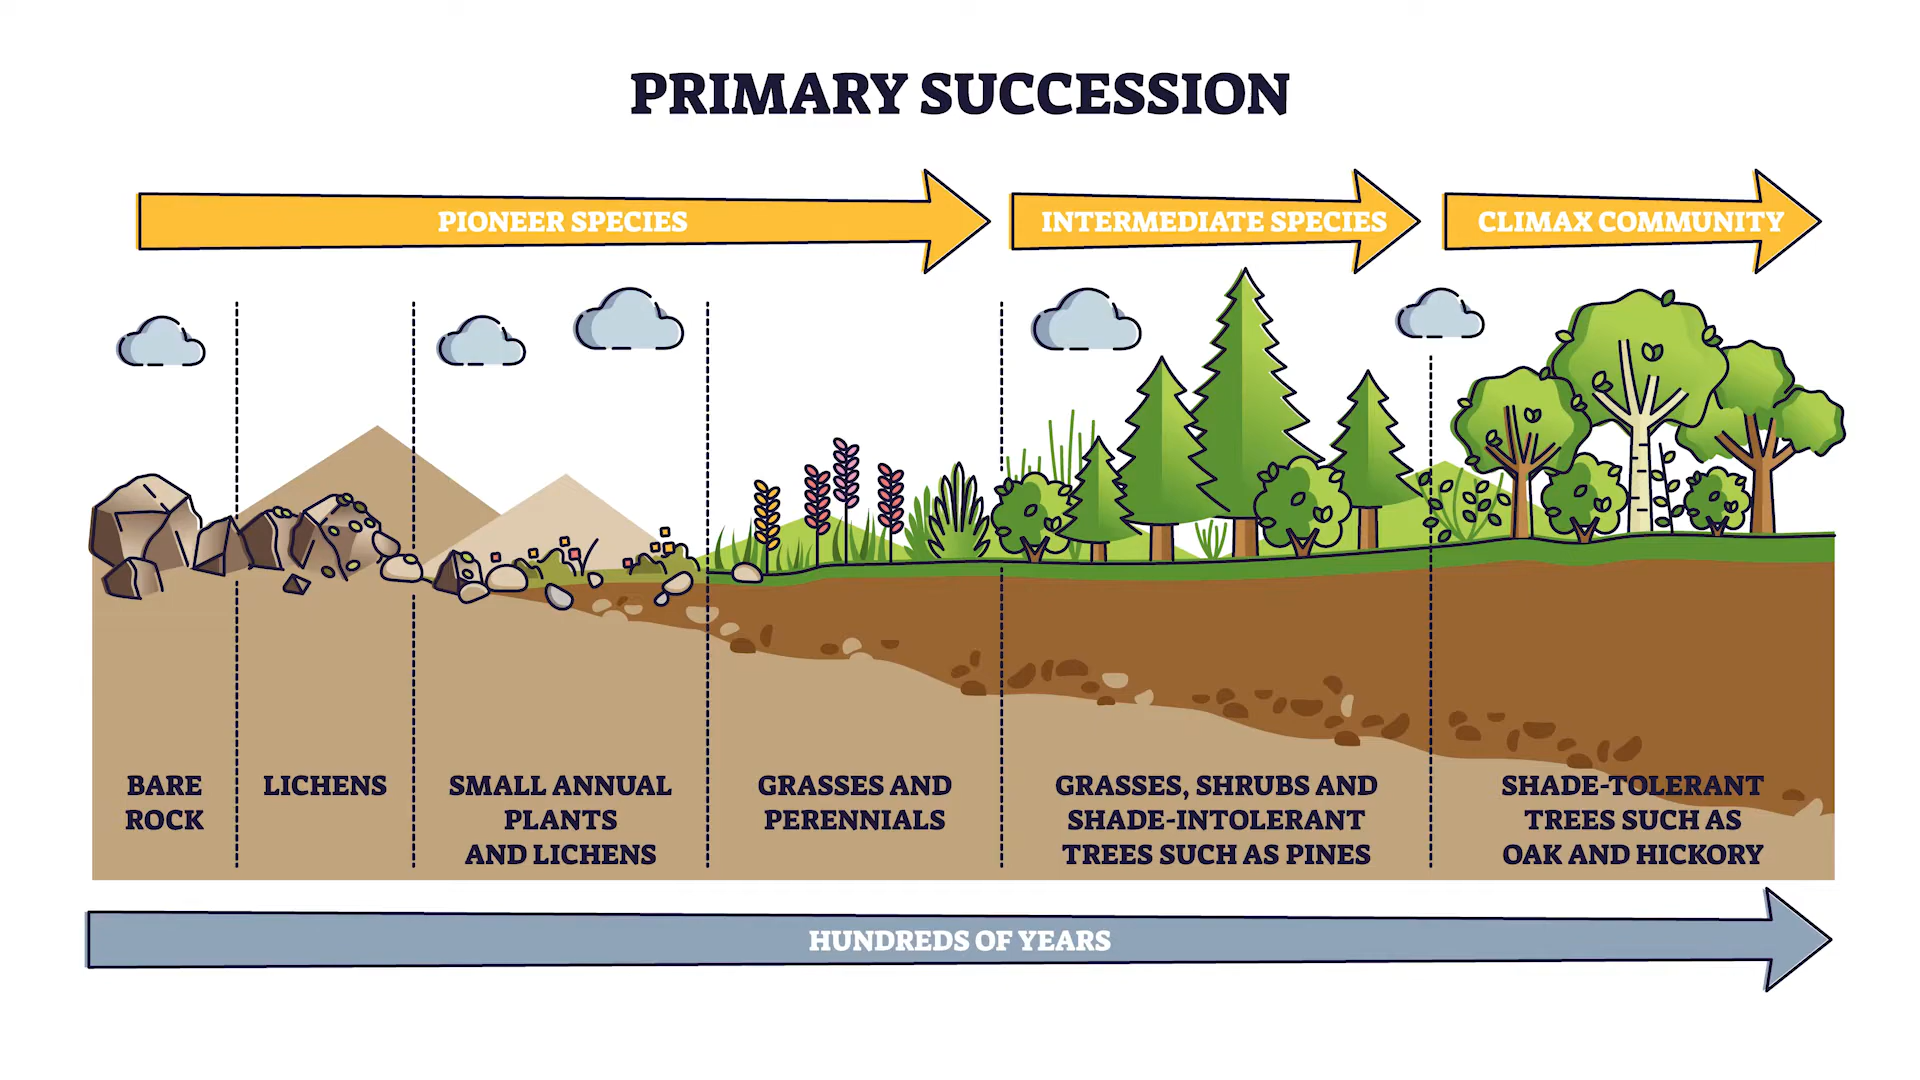 PRIMARY SUCCESSION
PIONEER SPECIES
INTERMEDIATE SPECIES
CLIMAX COMMUNITY
BARE
ROCK
LICHENS
SMALL ANNUAL
PLANTS
AND LICHENS
GRASSES AND
PERENNIALS
GRASSES, SHRUBS AND
SHADE-INTOLERANT
TREES SUCH AS PINES
SHADE-TOLERANT
TREES SUCH AS
OAK AND HICKORY
HUNDREDS OF YEARS